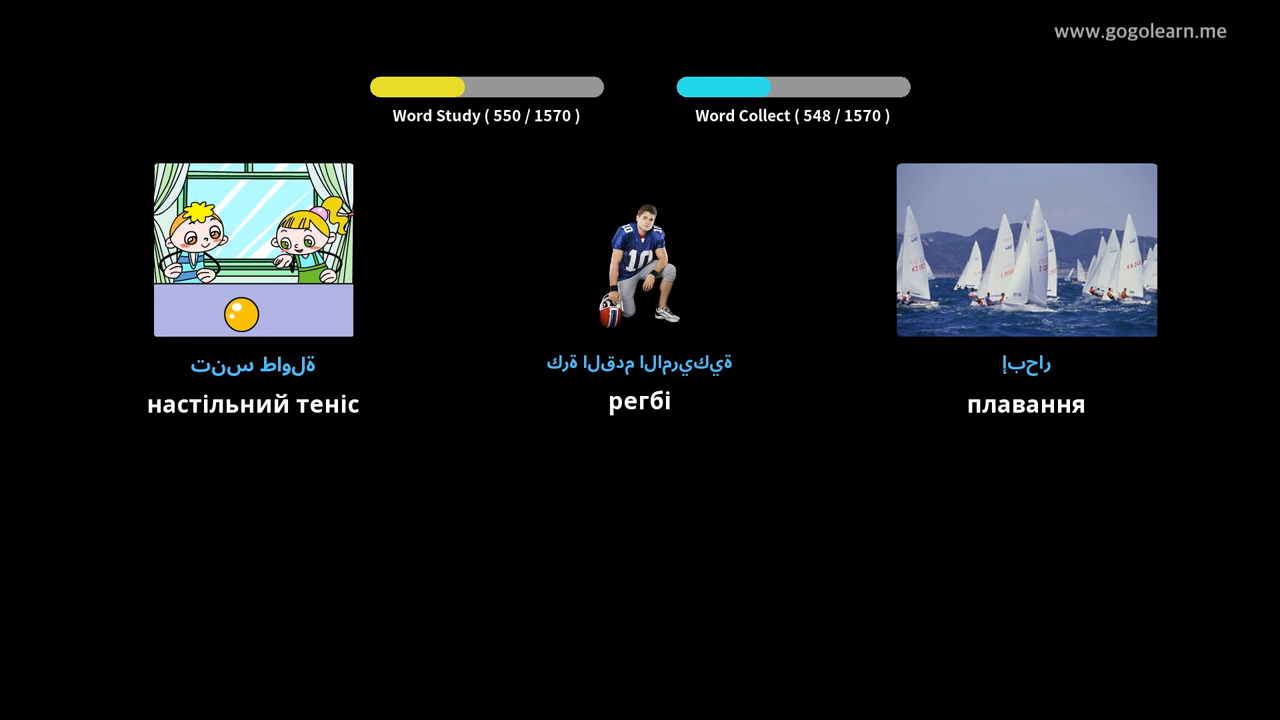 www.gogolearn.me
Word Study ( 550 / 1570 )
Word Collect ( 548 / 1570 )
تنس طاولة
настільний теніс
كرة القدم الامريكية
регбі
إبحار
плавання